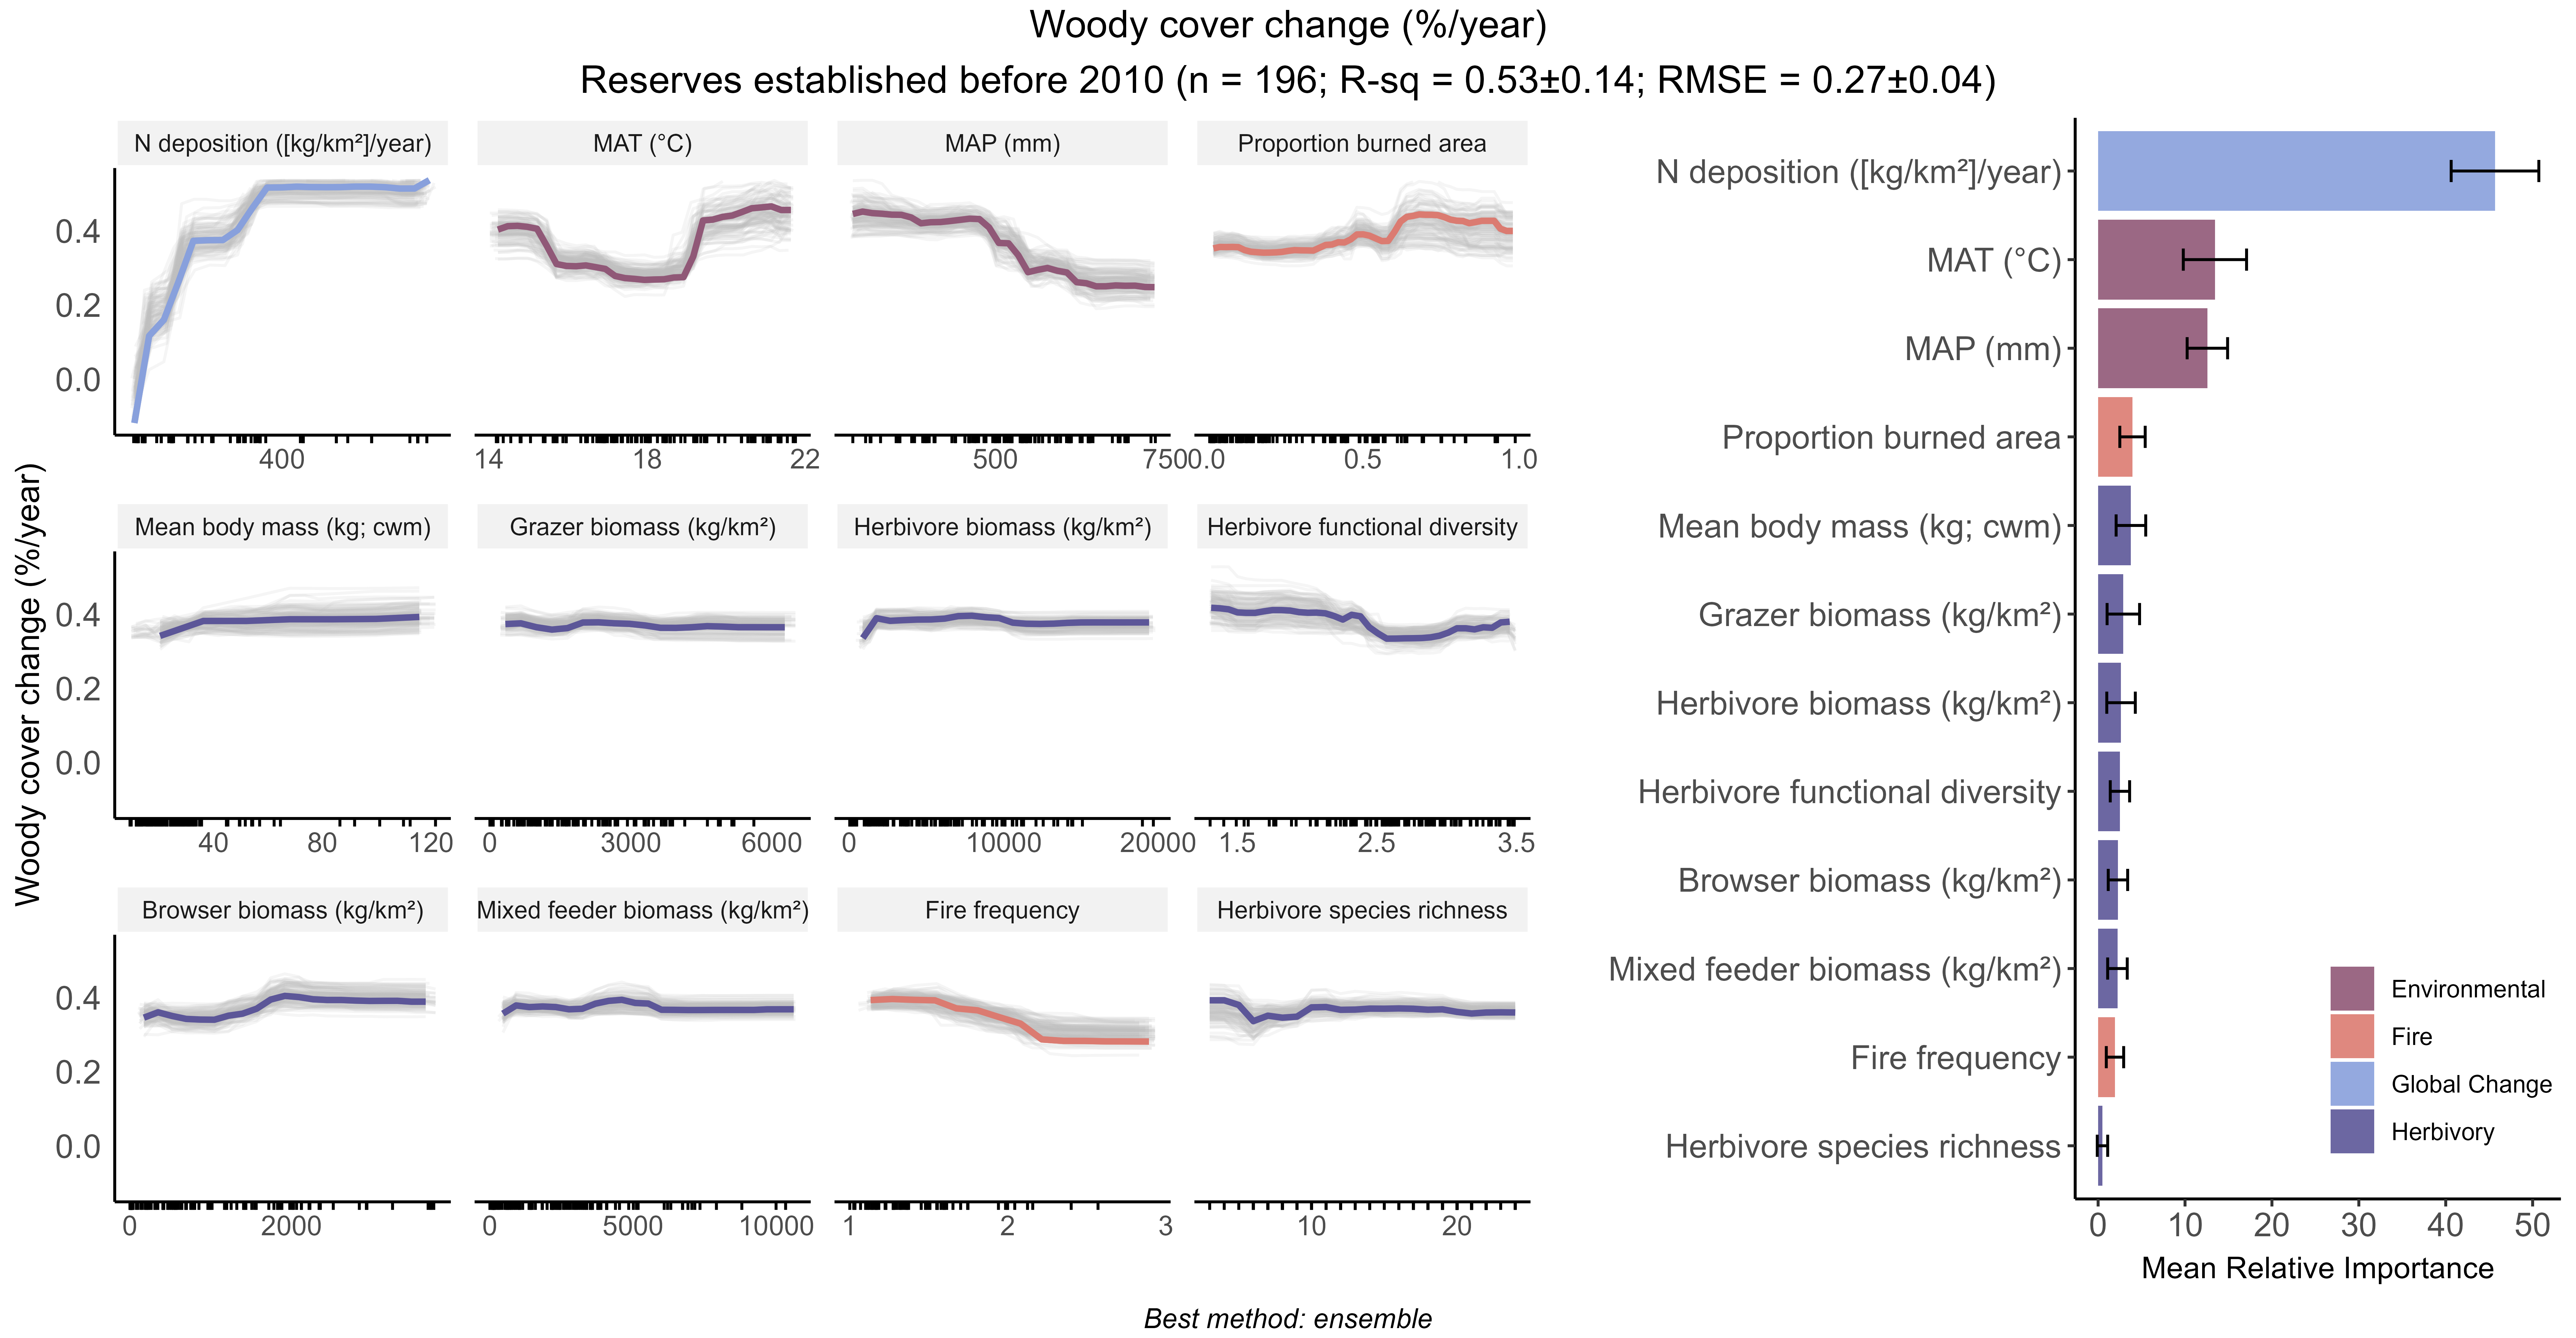 Woody cover change (%/year)
Reserves established before 2010 (n = 196; R-sq = 0.53±0.14; RMSE = 0.27±0.04)
Woody cover change (%/year)
N deposition ([kg/km²]/year)
MAT (°C)
MAP (mm)
Proportion burned area
0.4
0.2
0.0
400
14 18 22
500 750
0.0 0.5 1.0
Mean body mass (kg; cwm)
Grazer biomass (kg/km²)
Herbivore biomass (kg/km²)
Herbivore functional diversity
0.4
0.2
0.0
40 80 120
0 3000 6000
0 10000 20000
1.5 2.5 3.5
Browser biomass (kg/km²)
Mixed feeder biomass (kg/km²)
Fire frequency
Herbivore species richness
0.4
0.2
0.0
0 2000
0 5000 10000
1 2 3
10 20
N deposition ([kg/km²]/year)
MAT (°C)
MAP (mm)
Proportion burned area
Mean body mass (kg; cwm)
Grazer biomass (kg/km²)
Herbivore biomass (kg/km²)
Herbivore functional diversity
Browser biomass (kg/km²)
Mixed feeder biomass (kg/km²)
Fire frequency
Herbivore species richness
0 10 20 30 40 50
Mean Relative Importance
Environmental
Fire
Global Change
Herbivory
Best method: ensemble